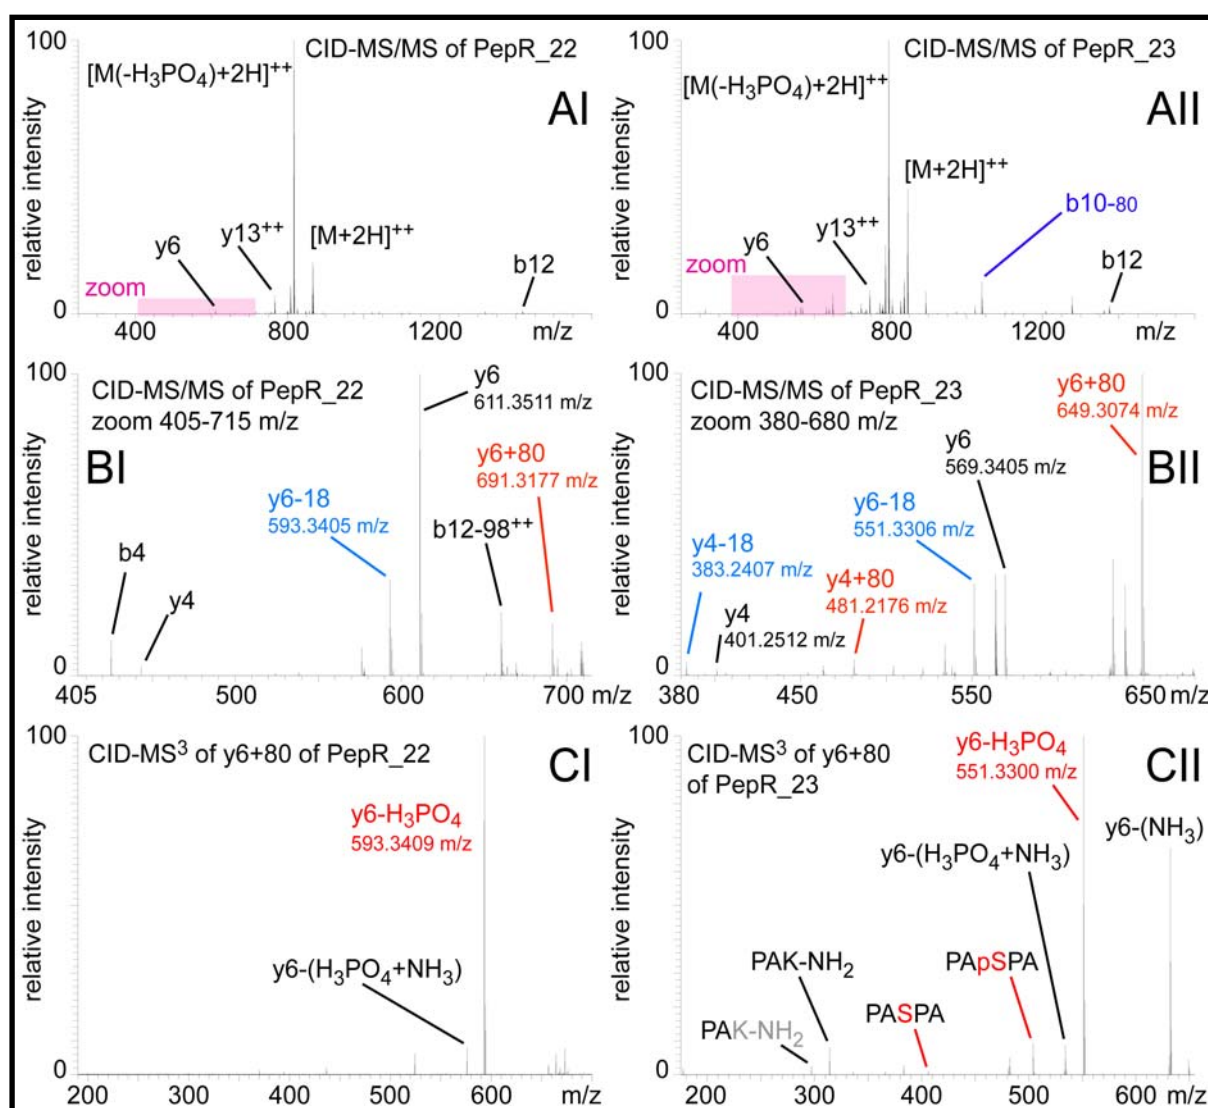 CID-MS/MS of PepR_22
AI
100
relative intensity
0
[M(-H3PO4)+2H]++
y13++
y6
[M+2H]++
b12
zoom
400
800
1200
m/z
CID-MS/MS of PepR_23
AII
100
relative intensity
0
[M(-H3PO4)+2H]++
[M+2H]++
b10-80
y13++
y6
b12
zoom
400
800
1200
m/z
CID-MS/MS of PepR_22
zoom 405-715 m/z
BI
100
relative intensity
0
y6
611.3511 m/z
y6+80
691.3177 m/z
y6-18
593.3405 m/z
b12-98++
b4
y4
405
500
600
700 m/z
CID-MS/MS of PepR_23
zoom 380-680 m/z
BII
100
relative intensity
0
y6+80
649.3074 m/z
y6
569.3405 m/z
y6-18
551.3306 m/z
y4-18
383.2407 m/z
y4+80
481.2176 m/z
y4
401.2512 m/z
380
450
550
650 m/z
CID-MS3 of y6+80 of PepR_22
CI
100
relative intensity
0
y6-H3PO4
593.3409 m/z
y6-(H3PO4+NH3)
200
300
400
500
m/z
CID-MS3 of y6+80
of PepR_23
CII
100
relative intensity
0
y6-H3PO4
551.3300 m/z
y6-(NH3)
y6-(H3PO4+NH3)
PAK-NH2
PApSPA
PASPA
PAK-NH2
200
300
400
500
600
m/z